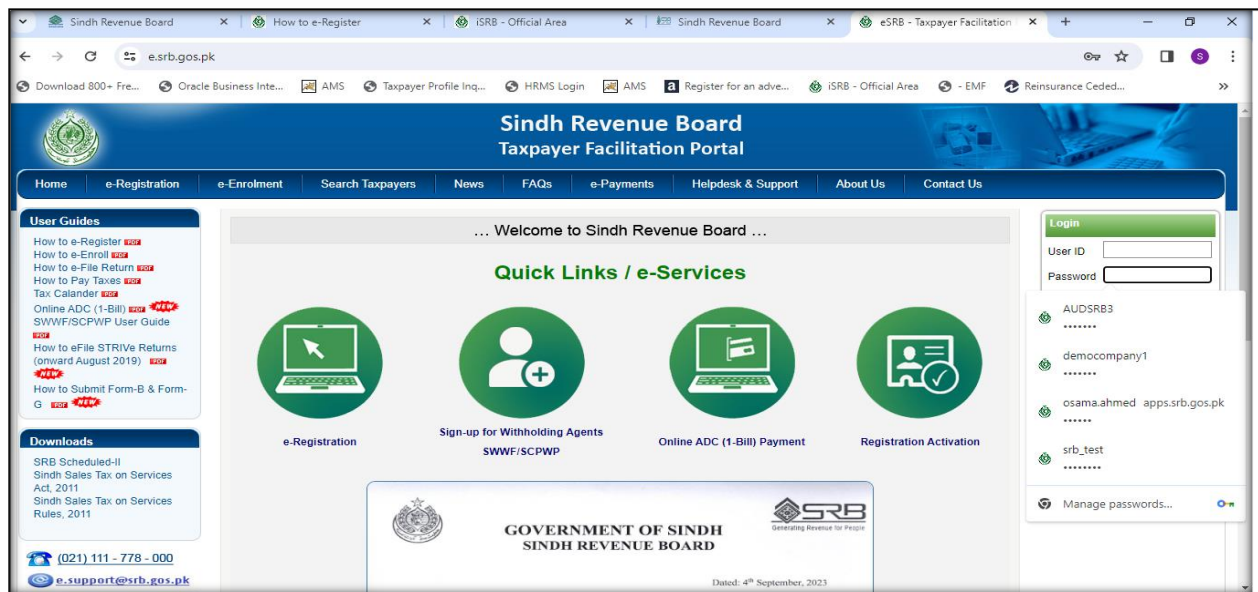 Sindh Revenue Board
How to e-Register
iSRB - Official Area
Sindh Revenue Board
eSRB - Taxpayer Facilitation
e.srb.gos.pk
S
Download 800+ Fre...
Oracle Business Inte...
AMS
Taxpayer Profile Inq...
HRMS Login
AMS
a Register for an adve...
iSRB - Official Area
- EMF
Reinsurance Ceded...
Sindh Revenue Board
Taxpayer Facilitation Portal
Home e-Registration e-Enrolment Search Taxpayers News FAQs e-Payments Helpdesk & Support About Us Contact Us
User Guides
How to e-Register PDF
How to e-Enroll PDF
How to e-File Return PDF
How to Pay Taxes PDF
Tax Calander PDF
Online ADC (1-Bill) PDF NEW
SWWF/SCPWP User Guide
PDF
How to eFile STRIVe Returns
(onward August 2019) PDF
NEW
How to Submit Form-B & Form-
G PDF NEW
Downloads
SRB Scheduled-II
Sindh Sales Tax on Services
Act, 2011
Sindh Sales Tax on Services
Rules, 2011
(021) 111 - 778 - 000
e.support@srb.gos.pk
... Welcome to Sindh Revenue Board ...
Quick Links / e-Services
e-Registration
Sign-up for Withholding Agents
SWWF/SCPWP
Online ADC (1-Bill) Payment
Registration Activation
GOVERNMENT OF SINDH
SINDH REVENUE BOARD
SRB
Generating Revenue for People
Dated: 4th September, 2023
Login
User ID
Password
AUDSRB3
•••••••
democompany1
•••••••
osama.ahmed apps.srb.gos.pk
••••••
srb_test
••••••••
Manage passwords...